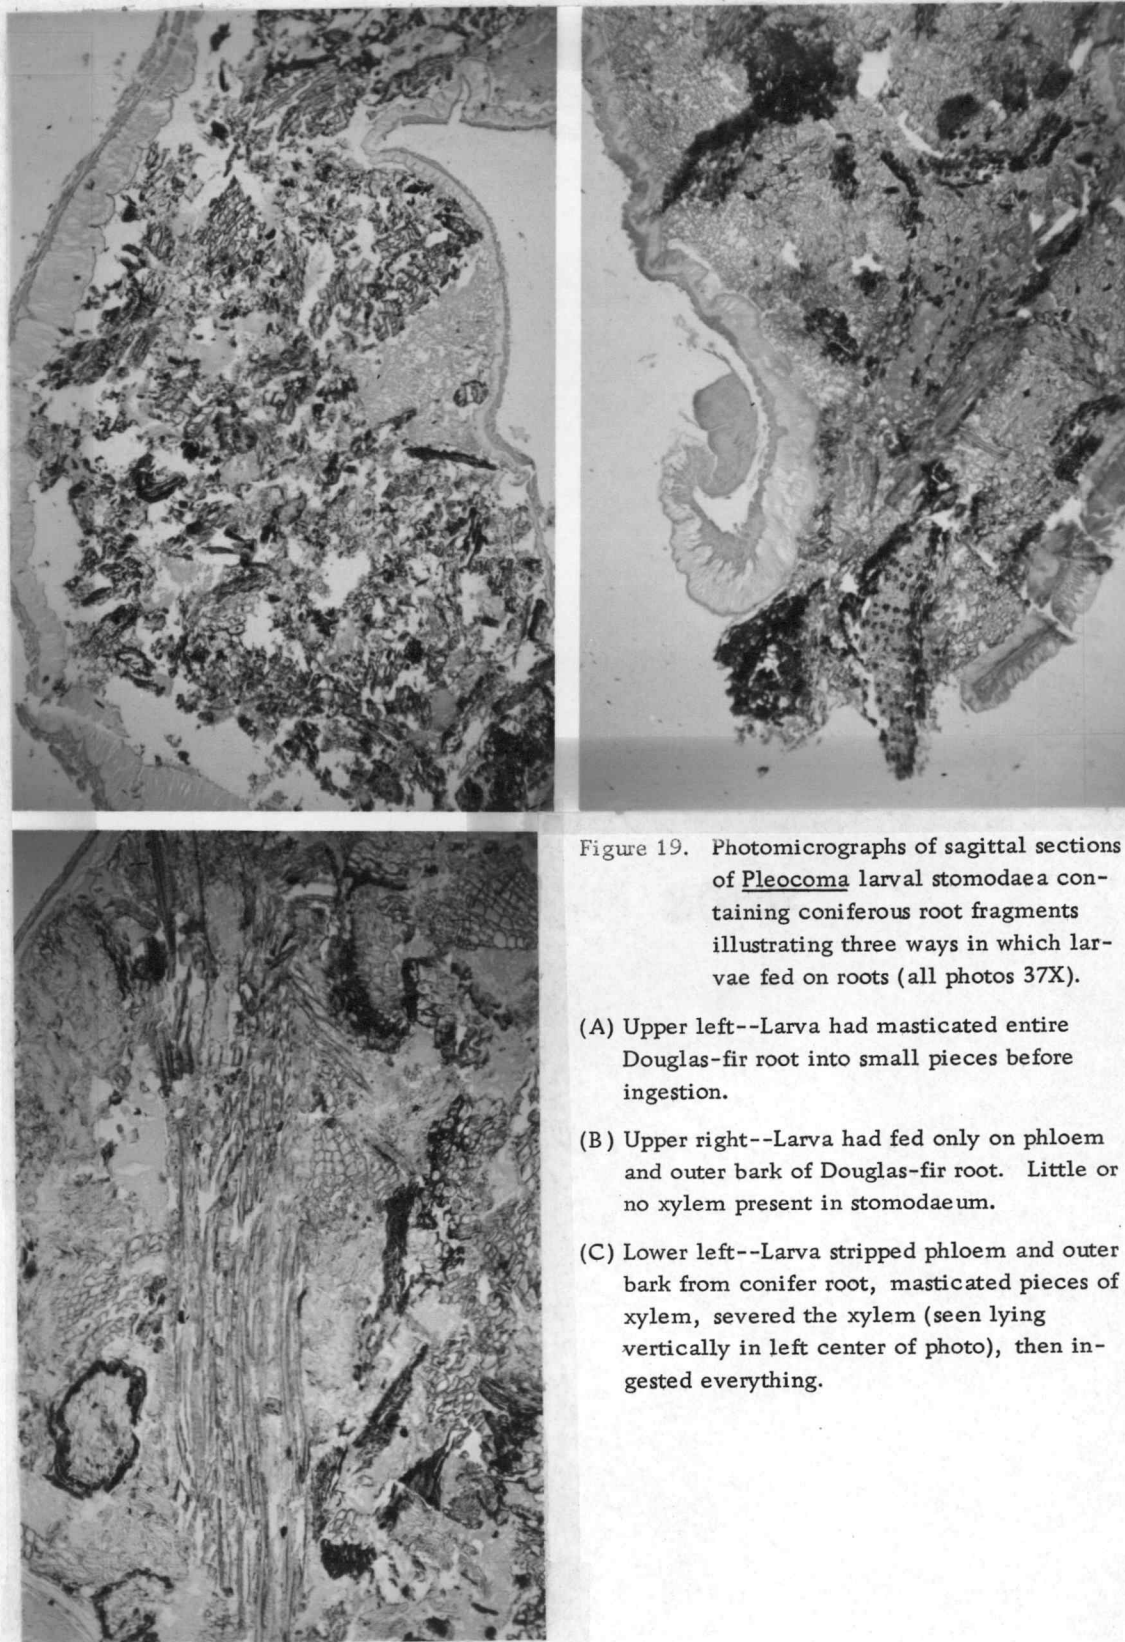 Figure 19. Photomicrographs of sagittal sections
of Pleocoma larval stomodaea con-
taining coniferous root fragments
illustrating three ways in which lar-
vae fed on roots (all photos 37X).
(A) Upper left--Larva had masticated entire
Douglas-fir root into small pieces before
ingestion.
(B) Upper right--Larva had fed only on phloem
and outer bark of Douglas-fir root. Little or
no xylem present in stomodaeum.
(C) Lower left--Larva stripped phloem and outer
bark from conifer root, masticated pieces of
xylem, severed the xylem (seen lying
vertically in left center of photo), then in-
gested everything.